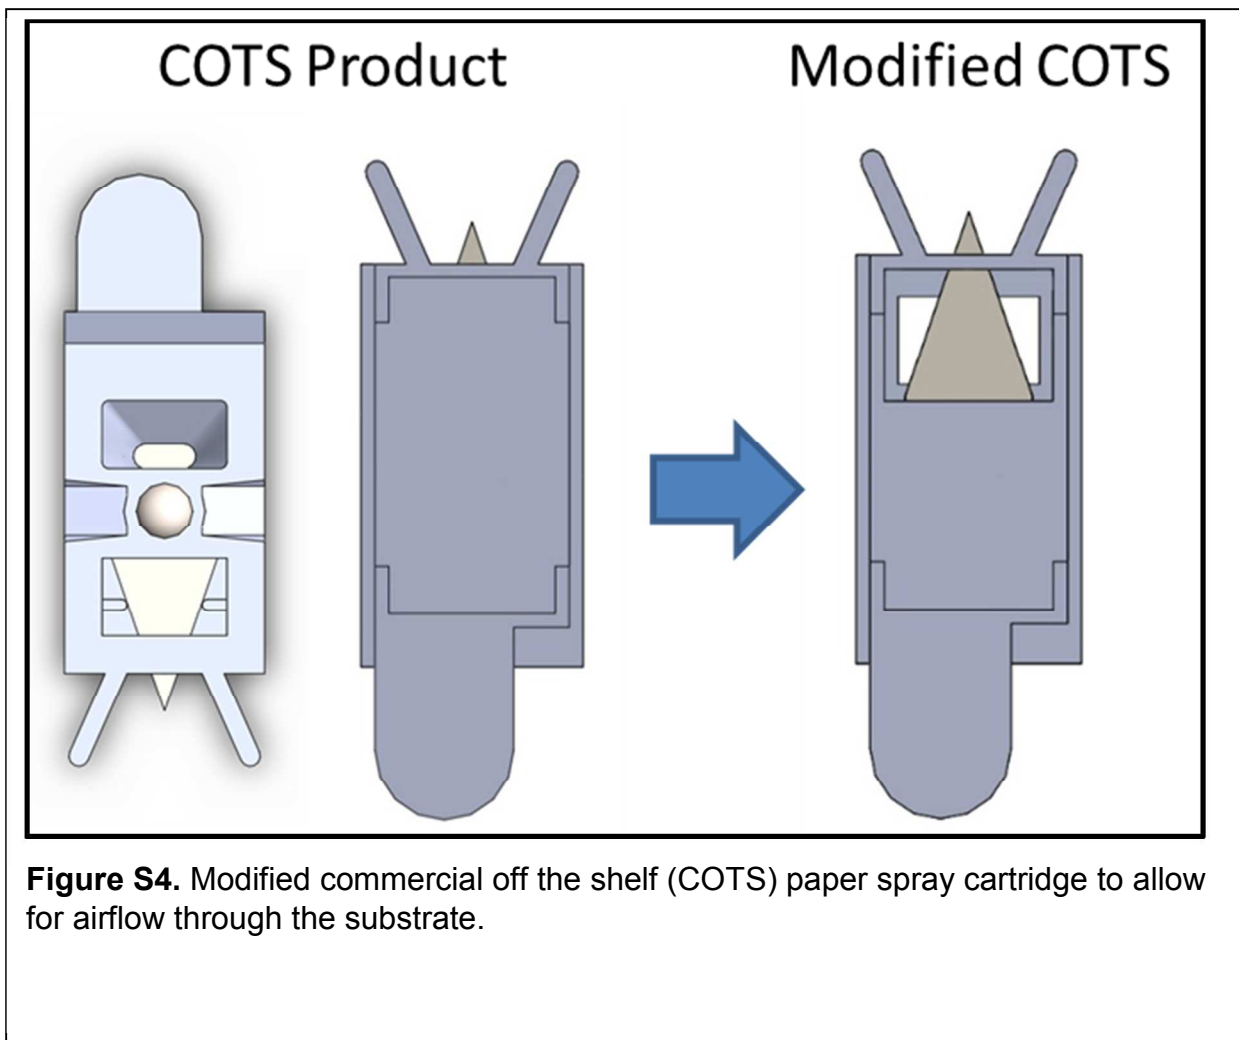 COTS Product
Modified COTS
Figure S4. Modified commercial off the shelf (COTS) paper spray cartridge to allow
for airflow through the substrate.